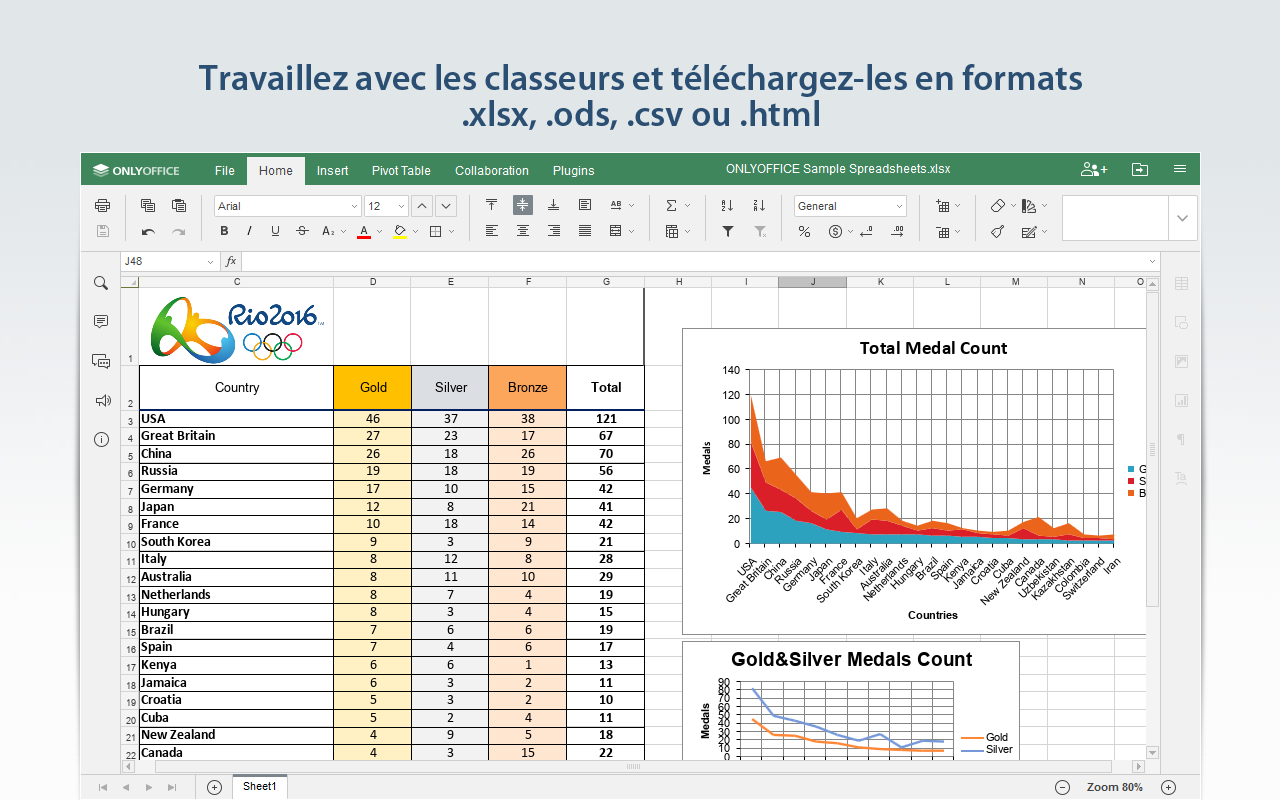 Travaillez avec les classeurs et téléchargez-les en formats
.xlsx, .ods, .csv ou .html
ONLYOFFICE File Home Insert Pivot Table Collaboration Plugins ONLYOFFICE Sample Spreadsheets.xlsx
Arial 12 AB General
B I U S A₂ A
J48 fx
C D E F G H I J K L M N O
Rio2016
1
2 Country Gold Silver Bronze Total
3 USA 46 37 38 121
4 Great Britain 27 23 17 67
5 China 26 18 26 70
6 Russia 19 18 19 56
7 Germany 17 10 15 42
8 Japan 12 8 21 41
9 France 10 18 14 42
10 South Korea 9 3 9 21
11 Italy 8 12 8 28
12 Australia 8 11 10 29
13 Netherlands 8 7 4 19
14 Hungary 8 3 4 15
15 Brazil 7 6 6 19
16 Spain 7 4 6 17
17 Kenya 6 6 1 13
18 Jamaica 6 3 2 11
19 Croatia 5 3 2 10
20 Cuba 5 2 4 11
21 New Zealand 4 9 5 18
22 Canada 4 3 15 22
Total Medal Count
140
120
100
80
60
40
20
0
Medals
G
S
B
USA Great Britain China Russia Germany Japan France South Korea Italy Australia Netherlands Hungary Brazil Spain Kenya Jamaica Croatia Cuba New Zealand Canada Uzbekistan Kazakhstan Colombia Switzerland Iran
Countries
Gold&Silver Medals Count
90
80
70
60
50
40
30
20
10
0
Medals
Gold
Silver
Sheet1 Zoom 80%